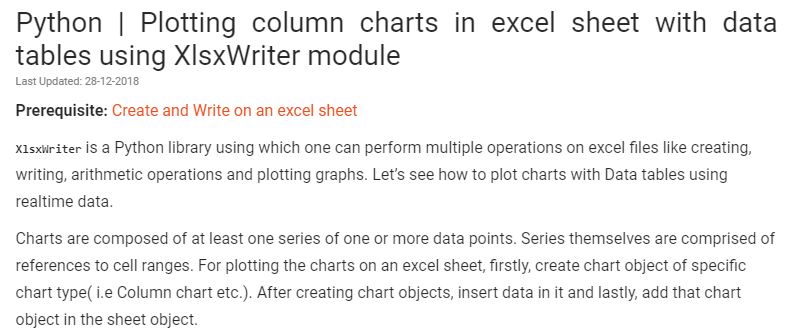 Python | Plotting column charts in excel sheet with data
tables using XlsxWriter module
Last Updated: 28-12-2018
Prerequisite: Create and Write on an excel sheet
XlsxWriter is a Python library using which one can perform multiple operations on excel files like creating,
writing, arithmetic operations and plotting graphs. Let’s see how to plot charts with Data tables using
realtime data.
Charts are composed of at least one series of one or more data points. Series themselves are comprised of
references to cell ranges. For plotting the charts on an excel sheet, firstly, create chart object of specific
chart type( i.e Column chart etc.). After creating chart objects, insert data in it and lastly, add that chart
object in the sheet object.